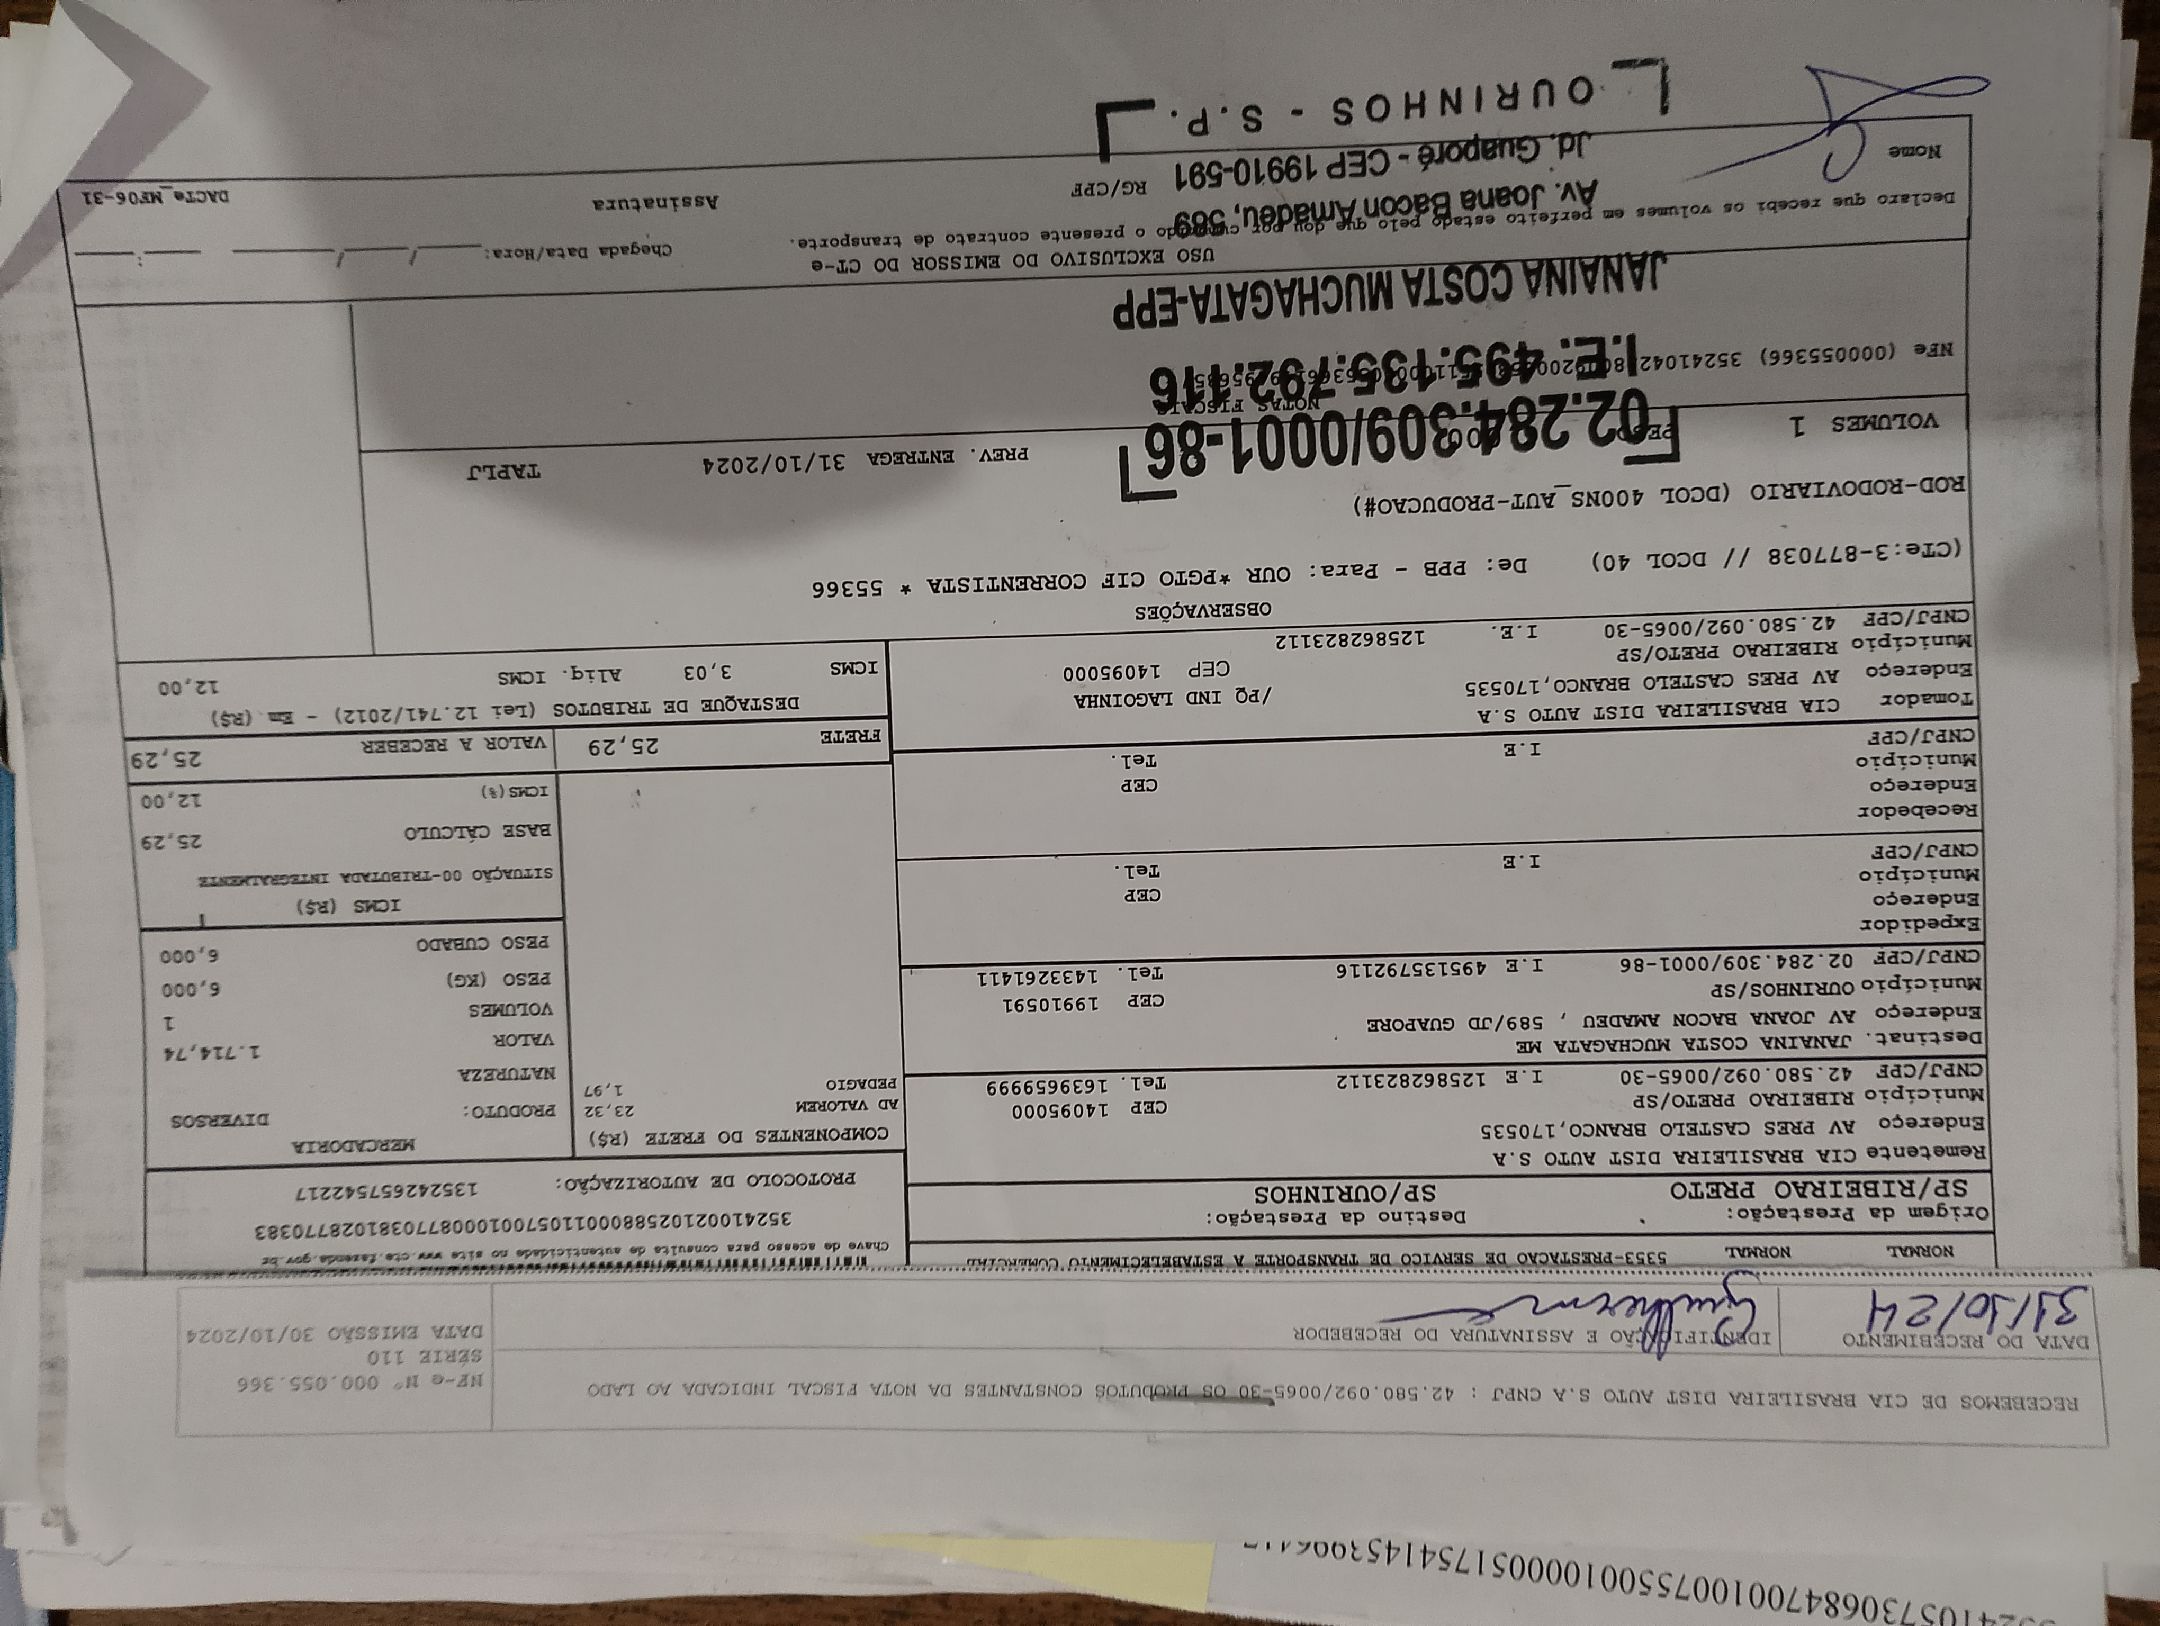 RECEBEMOS DE CIA BRASILEIRA DIST AUTO S.A CNPJ : 42.580.092/0065-30 OS PRODUTOS CONSTANTES DA NOTA FISCAL INDICADA AO LADO
NF-e Nº 000.055.366
SÉRIE 110
DATA EMISSÃO 30/10/2024
DATA DO RECEBIMENTO
31/10/24
IDENTIFICAÇÃO E ASSINATURA DO RECEBEDOR
Guilherme
NORMAL NORMAL 5353-PRESTACAO DE SERVICO DE TRANSPORTE A ESTABELECIMENTO COMERCIAL
Chave de acesso para consulta de autenticidade no site www.cte.fazenda.gov.br
35241002102588000110570010008770381028770383
PROTOCOLO DE AUTORIZAÇÃO: 135242657542217
Origem da Prestação: Destino da Prestação:
SP/RIBEIRAO PRETO SP/OURINHOS
Remetente CIA BRASILEIRA DIST AUTO S.A
Endereço AV PRES CASTELO BRANCO,170535
Município RIBEIRAO PRETO/SP CEP 14095000
CNPJ/CPF 42.580.092/0065-30 I.E 125862823112 Tel. 1639659999
Destinat. JANAINA COSTA MUCHAGATA ME
Endereço AV JOANA BACON AMADEU , 589/JD GUAPORE
Município OURINHOS/SP CEP 19910591
CNPJ/CPF 02.284.309/0001-86 I.E 495135792116 Tel. 1433261411
Expedidor
Endereço
Município CEP
CNPJ/CPF I.E Tel.
Recebedor
Endereço
Município CEP
CNPJ/CPF I.E Tel.
Tomador CIA BRASILEIRA DIST AUTO S.A
Endereço AV PRES CASTELO BRANCO,170535 /PQ IND LAGOINHA
Município RIBEIRAO PRETO/SP CEP 14095000
CNPJ/CPF 42.580.092/0065-30 I.E. 125862823112
COMPONENTES DO FRETE (R$)
AD VALOREM 23,32
PEDAGIO 1,97
MERCADORIA
PRODUTO: DIVERSOS
NATUREZA
VALOR 1.714,74
VOLUMES 1
PESO (KG) 6,000
PESO CUBADO 6,000
ICMS (R$)
SITUAÇÃO 00-TRIBUTADA INTEGRALMENTE
BASE CÁLCULO 25,29
ICMS(%) 12,00
FRETE 25,29 VALOR A RECEBER 25,29
DESTAQUE DE TRIBUTOS (Lei 12.741/2012) - Em (R$)
ICMS 3,03 Aliq. ICMS 12,00
OBSERVAÇÕES
(CTe:3-877038 // DCOL 40) De: PPB - Para: OUR *PGTO CIF CORRENTISTA * 55366
ROD-RODOVIARIO (DCOL 400NS_AUT-PRODUCAO#)
VOLUMES 1 PESO PREV. ENTREGA 31/10/2024 TAPLJ
NOTAS FISCAIS
NFe (000055366)
02.284.309/0001-86
I.E. 495.135.792.116
JANAINA COSTA MUCHAGATA-EPP
Av. Joana Bacon Amadeu, 589
Jd. Guaporé - CEP 19910-591
OURINHOS - S.P.
USO EXCLUSIVO DO EMISSOR DO CT-e
Declaro que recebi os volumes em perfeito estado pelo que dou por cumprido o presente contrato de transporte.
Chegada Data/Hora: ____/____/____ ___:___
Nome RG/CPF Assinatura
DACTe_MF06-31